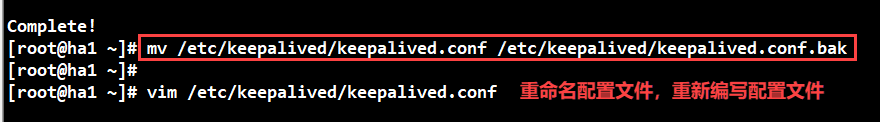 Complete!
[root@ha1 ~]# mv /etc/keepalived/keepalived.conf /etc/keepalived/keepalived.conf.bak
[root@ha1 ~]#
[root@ha1 ~]# vim /etc/keepalived/keepalived.conf 重命名配置文件，重新编写配置文件